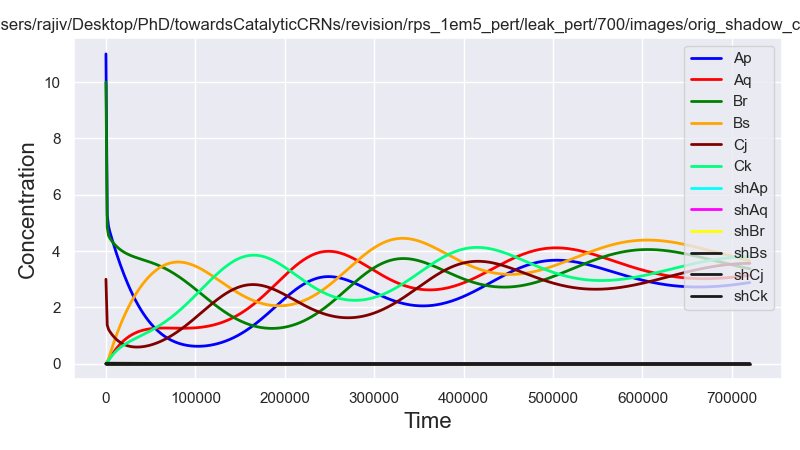 sers/rajiv/Desktop/PhD/towardsCatalyticCRNs/revision/rps_1em5_pert/leak_pert/700/images/orig_shadow_c
Concentration
10
8
6
4
2
0
Ap
Aq
Br
Bs
Cj
Ck
shAp
shAq
shBr
shBs
shCj
shCk
0 100000 200000 300000 400000 500000 600000 700000
Time